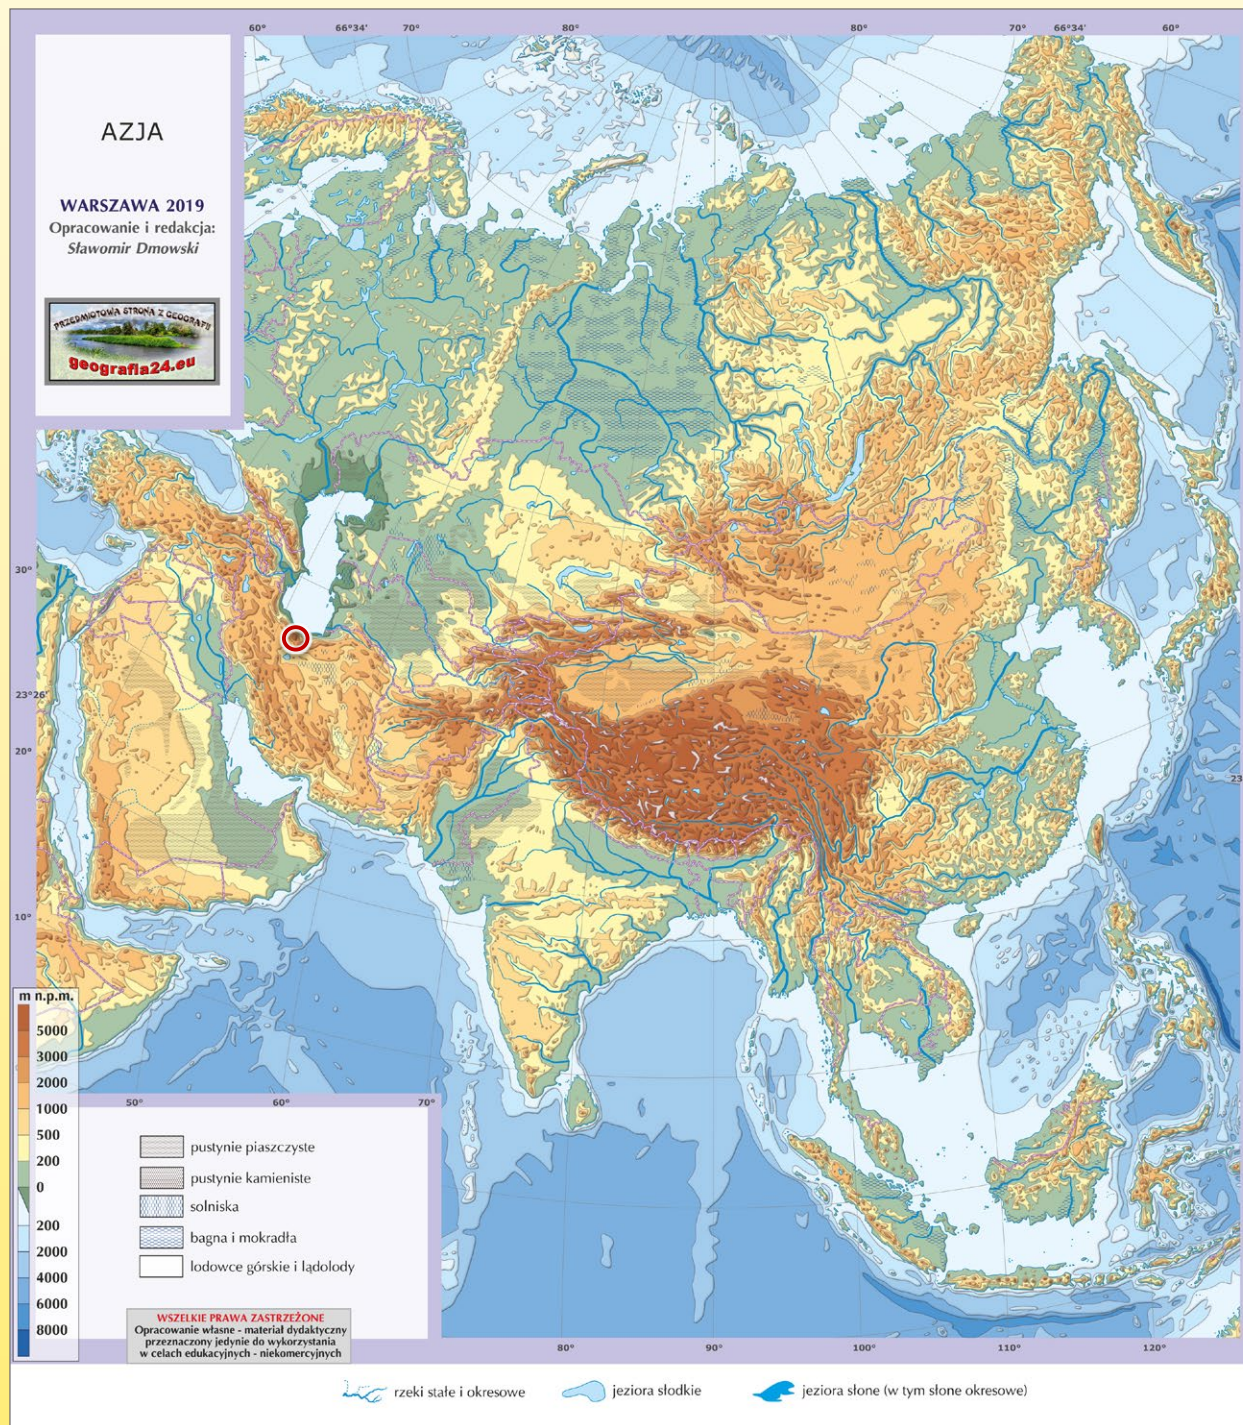 60° 66°34' 70° 80° 80° 70° 66°34' 60°
AZJA
WARSZAWA 2019
Opracowanie i redakcja:
Sławomir Dmowski
PRZEDMIOTOWA STRONA Z GEOGRAFII
geografia24.eu
30°
23°26'
20°
23
10°
m n.p.m.
5000
3000
2000
1000
500
200
0
200
2000
4000
6000
8000
50° 60° 70°
pustynie piaszczyste
pustynie kamieniste
solniska
bagna i mokradła
lodowce górskie i lądolody
WSZELKIE PRAWA ZASTRZEŻONE
Opracowanie własne - materiał dydaktyczny
przeznaczony jedynie do wykorzystania
w celach edukacyjnych - niekomercyjnych
80° 90° 100° 110° 120°
rzeki stałe i okresowe
jeziora słodkie
jeziora słone (w tym słone okresowe)